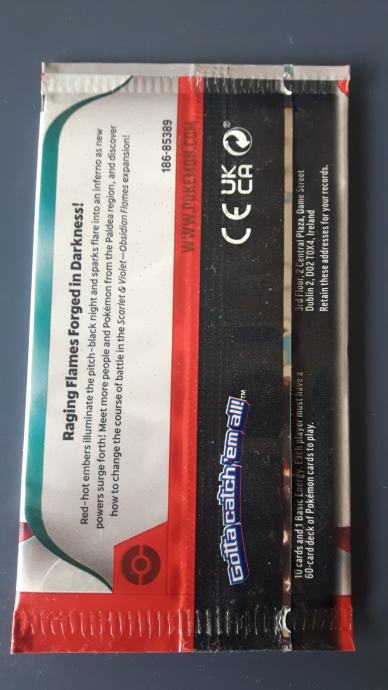 Raging Flames Forged in Darkness!
Red-hot embers illuminate the pitch-black night and sparks flare into an inferno as new
powers surge forth! Meet more people and Pokémon from the Paldea region, and discover
how to change the course of battle in the Scarlet & Violet—Obsidian Flames expansion!
186-85389
WWW.POKEMON.COM
Gotta catch 'em all!™
CE UK CA ®
10 cards and 1 Basic Energy. Each player must have a
60-card deck of Pokémon cards to play.
3rd Floor, 2 Central Plaza, Dame Street
Dublin 2, D02 T0X4, Ireland
Retain these addresses for your records.